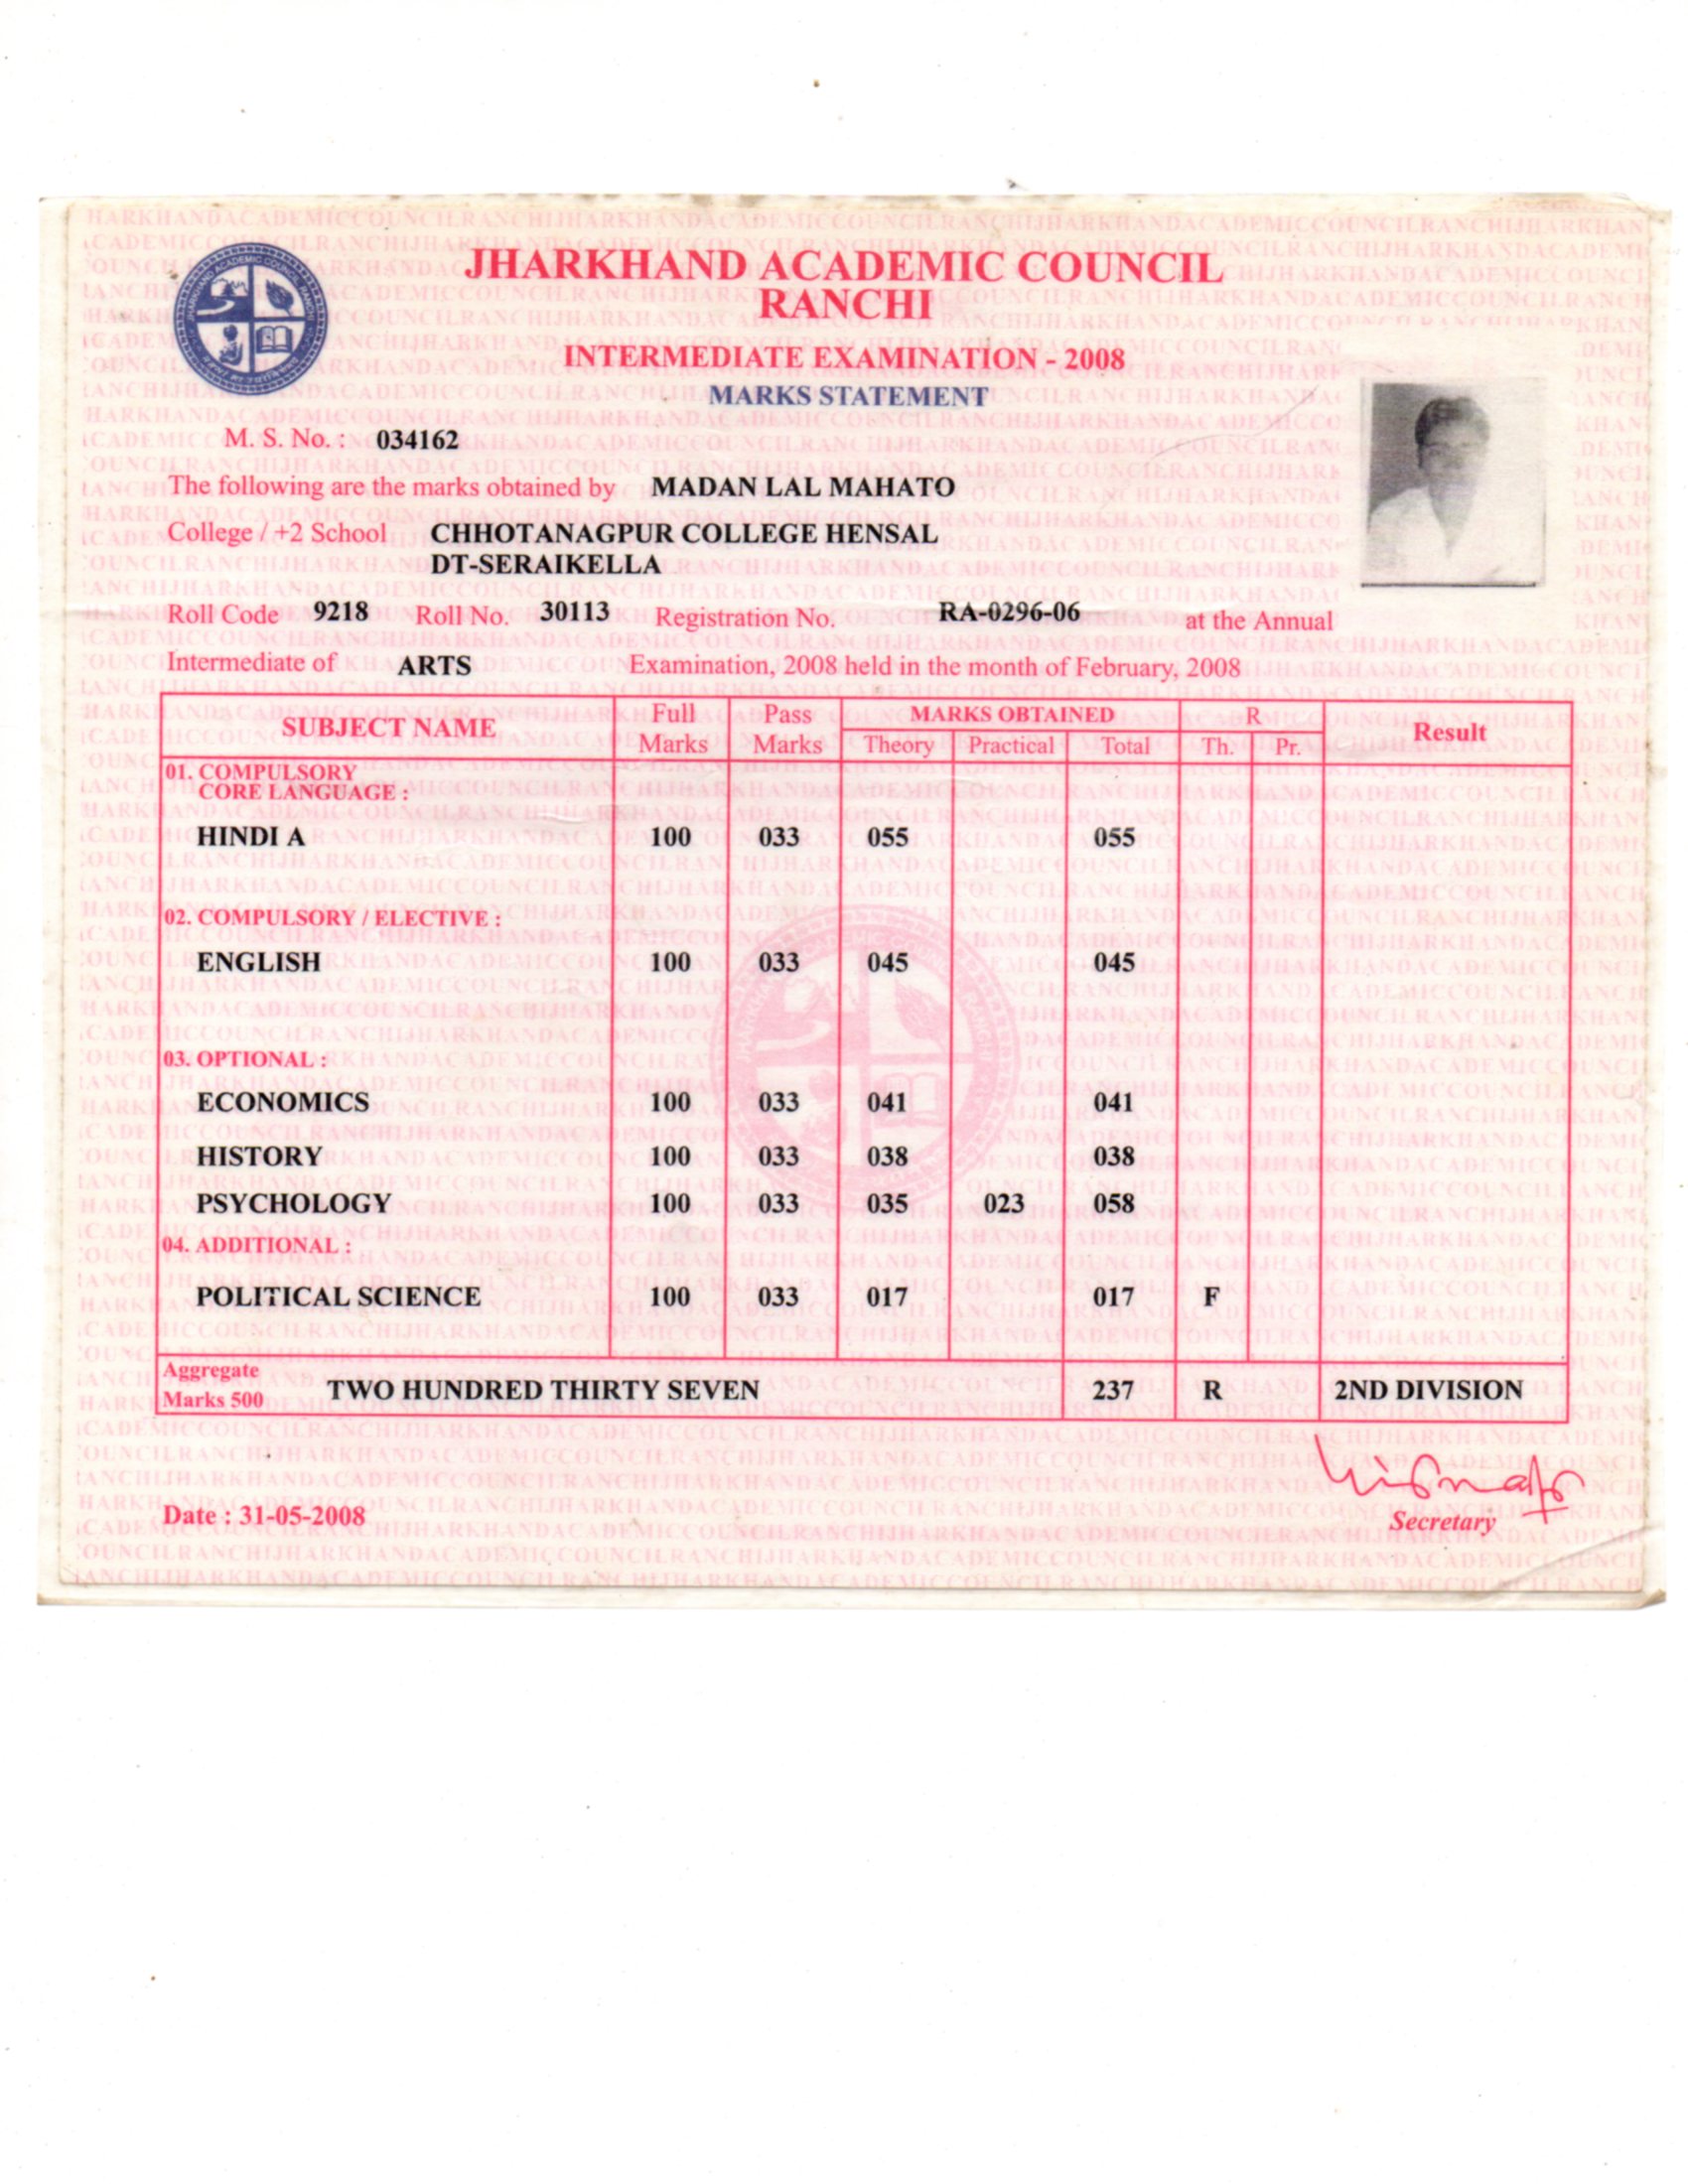 JHARKHAND ACADEMIC COUNCIL
RANCHI
INTERMEDIATE EXAMINATION - 2008
MARKS STATEMENT
M. S. No. : 034162
The following are the marks obtained by MADAN LAL MAHATO
College / +2 School CHHOTANAGPUR COLLEGE HENSAL
DT-SERAIKELLA
Roll Code 9218 Roll No. 30113 Registration No. RA-0296-06 at the Annual
Intermediate of ARTS Examination, 2008 held in the month of February, 2008
SUBJECT NAME Full Marks Pass Marks MARKS OBTAINED R Result
Theory Practical Total Th. Pr.
01. COMPULSORY
CORE LANGUAGE :
HINDI A 100 033 055 055
02. COMPULSORY / ELECTIVE :
ENGLISH 100 033 045 045
03. OPTIONAL :
ECONOMICS 100 033 041 041
HISTORY 100 033 038 038
PSYCHOLOGY 100 033 035 023 058
04. ADDITIONAL :
POLITICAL SCIENCE 100 033 017 017 F
Aggregate
Marks 500 TWO HUNDRED THIRTY SEVEN 237 R 2ND DIVISION
Date : 31-05-2008
Secretary